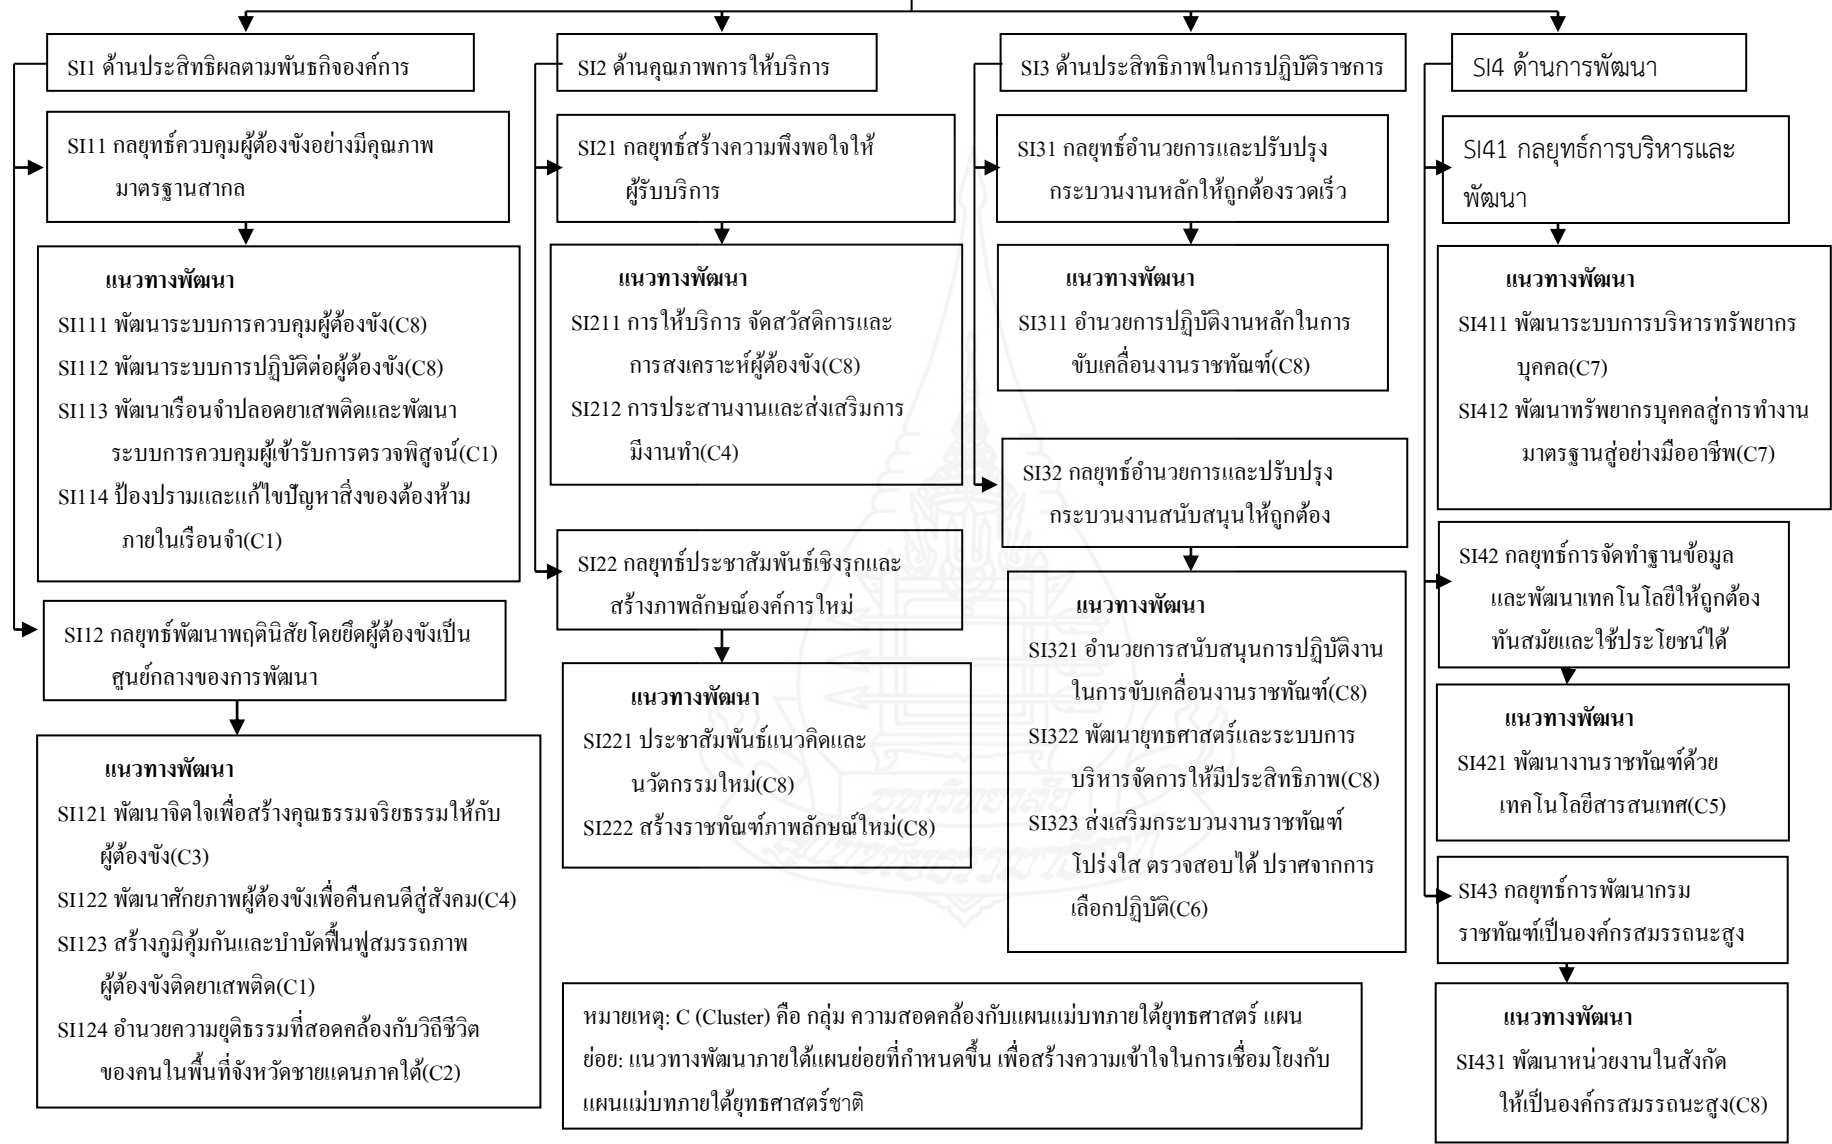 SI1 ด้านประสิทธิผลตามพันธกิจองค์การ
SI11 กลยุทธ์ควบคุมผู้ต้องขังอย่างมีคุณภาพ
มาตรฐานสากล
แนวทางพัฒนา
SI111 พัฒนาระบบการควบคุมผู้ต้องขัง(C8)
SI112 พัฒนาระบบการปฏิบัติต่อผู้ต้องขัง(C8)
SI113 พัฒนาเรือนจำปลอดยาเสพติดและพัฒนา
ระบบการควบคุมผู้เข้ารับการตรวจพิสูจน์(C1)
SI114 ป้องปรามและแก้ไขปัญหาสิ่งของต้องห้าม
ภายในเรือนจำ(C1)
SI12 กลยุทธ์พัฒนาพฤตินิสัยโดยยึดผู้ต้องขังเป็น
ศูนย์กลางของการพัฒนา
แนวทางพัฒนา
SI121 พัฒนาจิตใจเพื่อสร้างคุณธรรมจริยธรรมให้กับ
ผู้ต้องขัง(C3)
SI122 พัฒนาศักยภาพผู้ต้องขังเพื่อคืนคนดีสู่สังคม(C4)
SI123 สร้างภูมิคุ้มกันและบำบัดฟื้นฟูสมรรถภาพ
ผู้ต้องขังติดยาเสพติด(C1)
SI124 อำนวยความยุติธรรมที่สอดคล้องกับวิถีชีวิต
ของคนในพื้นที่จังหวัดชายแดนภาคใต้(C2)
SI2 ด้านคุณภาพการให้บริการ
SI21 กลยุทธ์สร้างความพึงพอใจให้
ผู้รับบริการ
แนวทางพัฒนา
SI211 การให้บริการ จัดสวัสดิการและ
การสงเคราะห์ผู้ต้องขัง(C8)
SI212 การประสานงานและส่งเสริมการ
มีงานทำ(C4)
SI22 กลยุทธ์ประชาสัมพันธ์เชิงรุกและ
สร้างภาพลักษณ์องค์การใหม่
แนวทางพัฒนา
SI221 ประชาสัมพันธ์แนวคิดและ
นวัตกรรมใหม่(C8)
SI222 สร้างราชทัณฑ์ภาพลักษณ์ใหม่(C8)
SI3 ด้านประสิทธิภาพในการปฏิบัติราชการ
SI31 กลยุทธ์อำนวยการและปรับปรุง
กระบวนงานหลักให้ถูกต้องรวดเร็ว
แนวทางพัฒนา
SI311 อำนวยการปฏิบัติงานหลักในการ
ขับเคลื่อนงานราชทัณฑ์(C8)
SI32 กลยุทธ์อำนวยการและปรับปรุง
กระบวนงานสนับสนุนให้ถูกต้อง
แนวทางพัฒนา
SI321 อำนวยการสนับสนุนการปฏิบัติงาน
ในการขับเคลื่อนงานราชทัณฑ์(C8)
SI322 พัฒนายุทธศาสตร์และระบบการ
บริหารจัดการให้มีประสิทธิภาพ(C8)
SI323 ส่งเสริมกระบวนงานราชทัณฑ์
โปร่งใส ตรวจสอบได้ ปราศจากการ
เลือกปฏิบัติ(C6)
SI4 ด้านการพัฒนา
SI41 กลยุทธ์การบริหารและ
พัฒนา
แนวทางพัฒนา
SI411 พัฒนาระบบการบริหารทรัพยากร
บุคคล(C7)
SI412 พัฒนาทรัพยากรบุคคลสู่การทำงาน
มาตรฐานสู่อย่างมืออาชีพ(C7)
SI42 กลยุทธ์การจัดทำฐานข้อมูล
และพัฒนาเทคโนโลยีให้ถูกต้อง
ทันสมัยและใช้ประโยชน์ได้
แนวทางพัฒนา
SI421 พัฒนางานราชทัณฑ์ด้วย
เทคโนโลยีสารสนเทศ(C5)
SI43 กลยุทธ์การพัฒนากรม
ราชทัณฑ์เป็นองค์กรสมรรถนะสูง
แนวทางพัฒนา
SI431 พัฒนาหน่วยงานในสังกัด
ให้เป็นองค์กรสมรรถนะสูง(C8)
หมายเหตุ: C (Cluster) คือ กลุ่ม ความสอดคล้องกับแผนแม่บทภายใต้ยุทธศาสตร์ แผน
ย่อย: แนวทางพัฒนาภายใต้แผนย่อยที่กำหนดขึ้น เพื่อสร้างความเข้าใจในการเชื่อมโยงกับ
แผนแม่บทภายใต้ยุทธศาสตร์ชาติ
มหาวิทยาลัย
สุโขทัยธรรมาธิราช